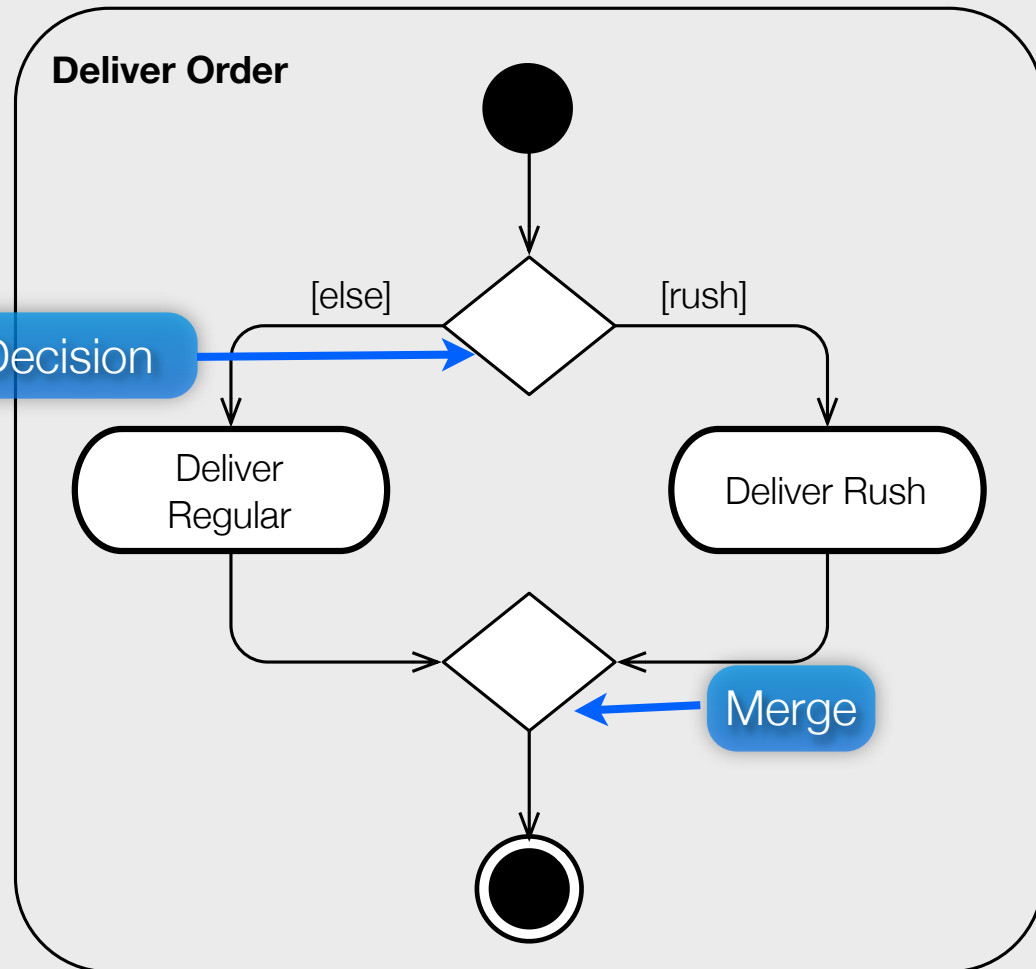 Deliver Order
[else]
[rush]
Decision
Deliver
Regular
Deliver Rush
Merge